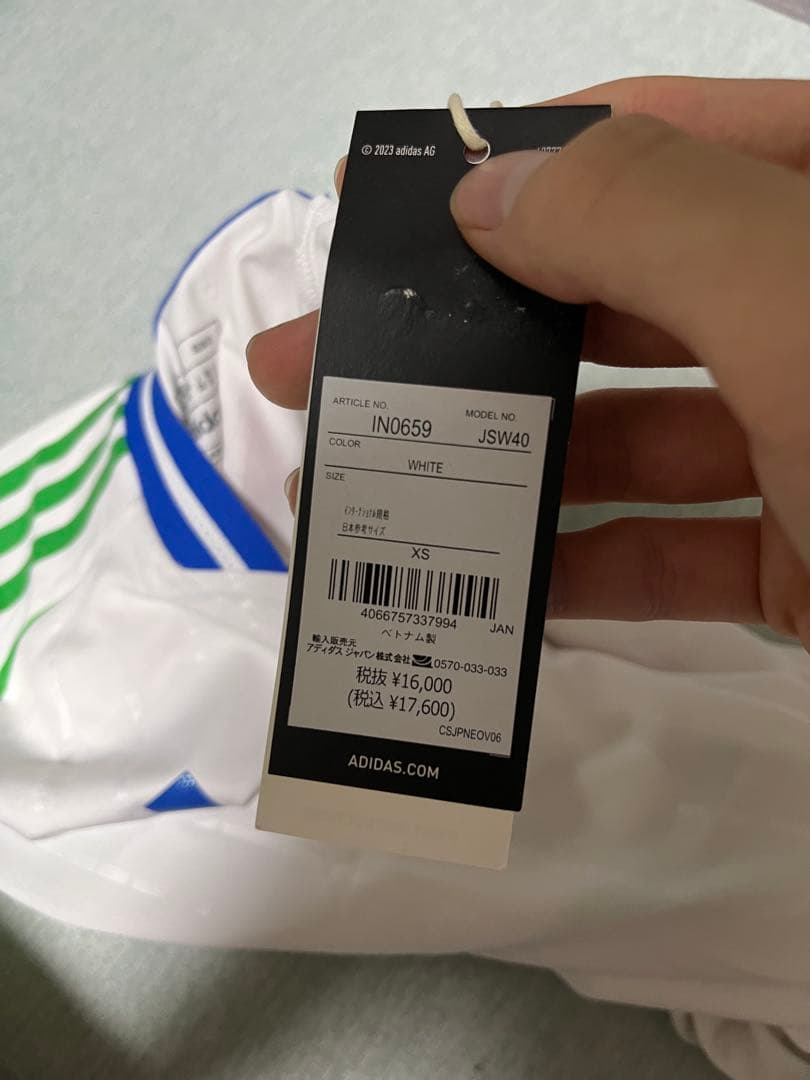 © 2023 adidas AG
ARTICLE NO.
MODEL NO.
IN0659
JSW40
COLOR
WHITE
SIZE
インターナショナル規格
日本参考サイズ
XS
4066757337994
JAN
ベトナム製
輸入販売元
アディダス ジャパン株式会社 0570-033-033
税抜 ¥16,000
(税込 ¥17,600)
CSJPNEOV06
ADIDAS.COM